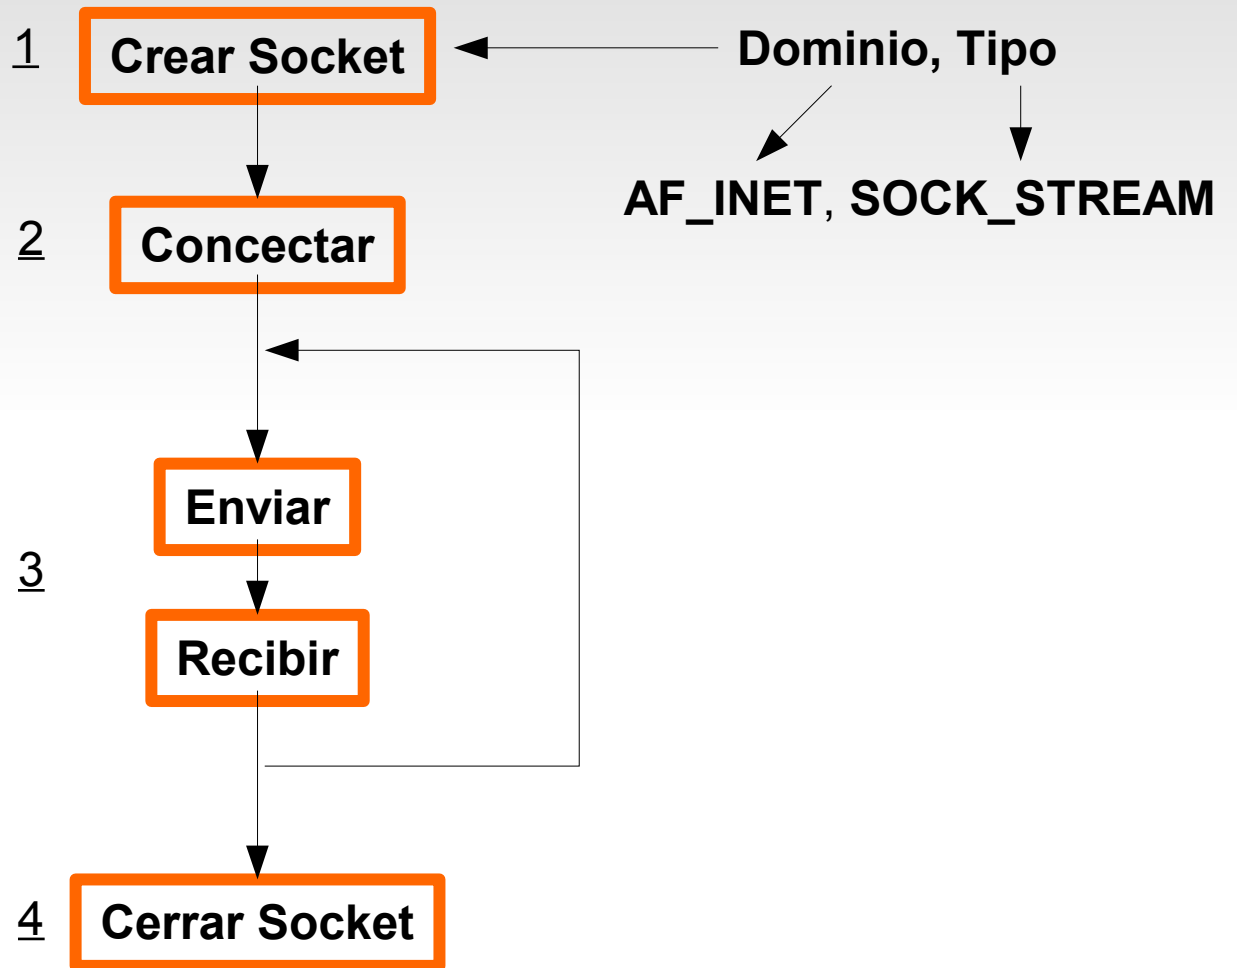 1 Crear Socket Dominio, Tipo
AF_INET, SOCK_STREAM
2 Concectar
Enviar
3
Recibir
4 Cerrar Socket